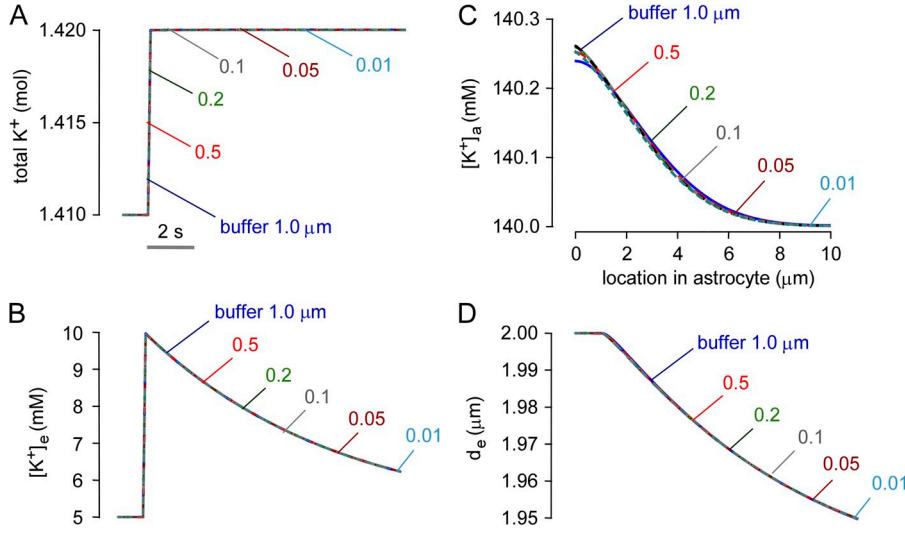 A
total K⁺ (mol)
1.420
1.415
1.410
0.1
0.05
0.01
0.2
0.5
buffer 1.0 μm
2 s
C
[K⁺]ₐ (mM)
140.3
140.2
140.1
140.0
buffer 1.0 μm
0.5
0.2
0.1
0.05
0.01
0 2 4 6 8 10
location in astrocyte (μm)
B
[K⁺]ₑ (mM)
10
9
8
7
6
5
buffer 1.0 μm
0.5
0.2
0.1
0.05
0.01
D
dₑ (μm)
2.00
1.99
1.98
1.97
1.96
1.95
buffer 1.0 μm
0.5
0.2
0.1
0.05
0.01